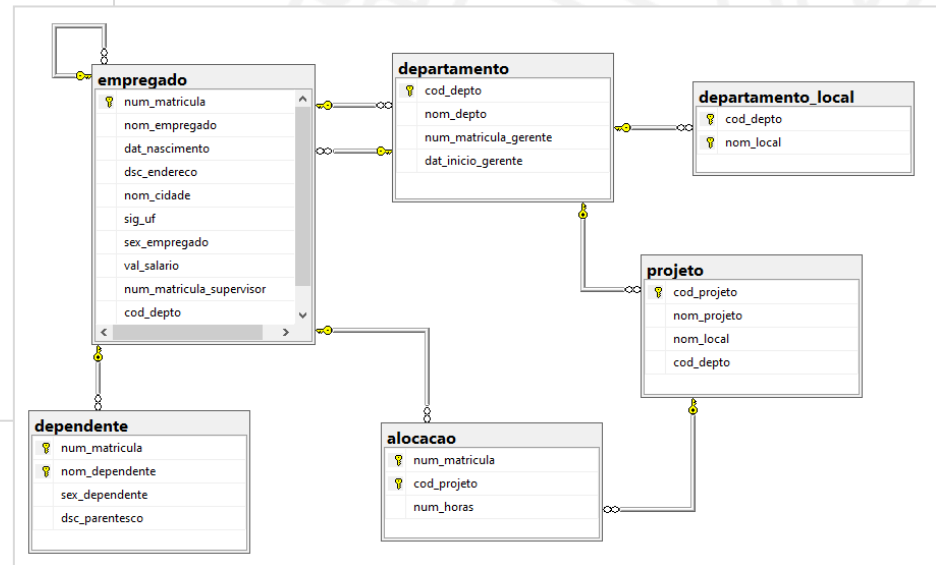 empregado
num_matricula
nom_empregado
dat_nascimento
dsc_endereco
nom_cidade
sig_uf
sex_empregado
val_salario
num_matricula_supervisor
cod_depto
departamento
cod_depto
nom_depto
num_matricula_gerente
dat_inicio_gerente
departamento_local
cod_depto
nom_local
projeto
cod_projeto
nom_projeto
nom_local
cod_depto
dependente
num_matricula
nom_dependente
sex_dependente
dsc_parentesco
alocacao
num_matricula
cod_projeto
num_horas